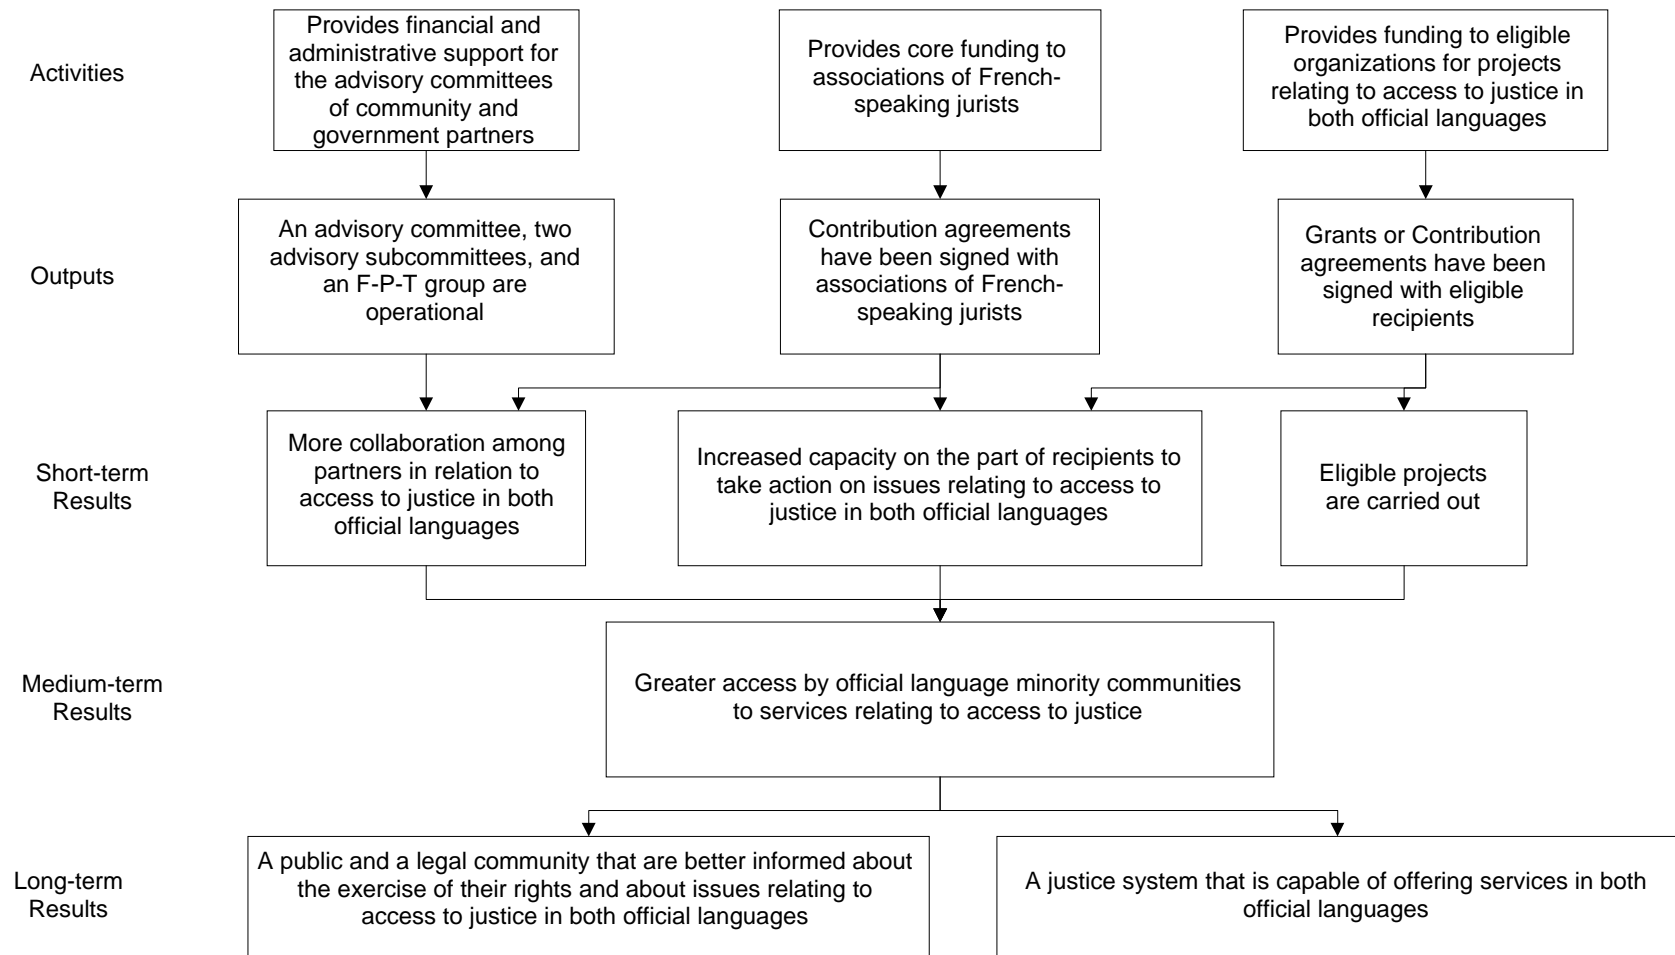 Activities
Provides financial and
administrative support for
the advisory committees
of community and
government partners
Provides core funding to
associations of French-
speaking jurists
Provides funding to eligible
organizations for projects
relating to access to justice in
both official languages
Outputs
An advisory committee, two
advisory subcommittees, and
an F-P-T group are
operational
Contribution agreements
have been signed with
associations of French-
speaking jurists
Grants or Contribution
agreements have been
signed with eligible
recipients
Short-term
Results
More collaboration among
partners in relation to
access to justice in both
official languages
Increased capacity on the part of recipients to
take action on issues relating to access to
justice in both official languages
Eligible projects
are carried out
Medium-term
Results
Greater access by official language minority communities
to services relating to access to justice
Long-term
Results
A public and a legal community that are better informed about
the exercise of their rights and about issues relating to
access to justice in both official languages
A justice system that is capable of offering services in both
official languages